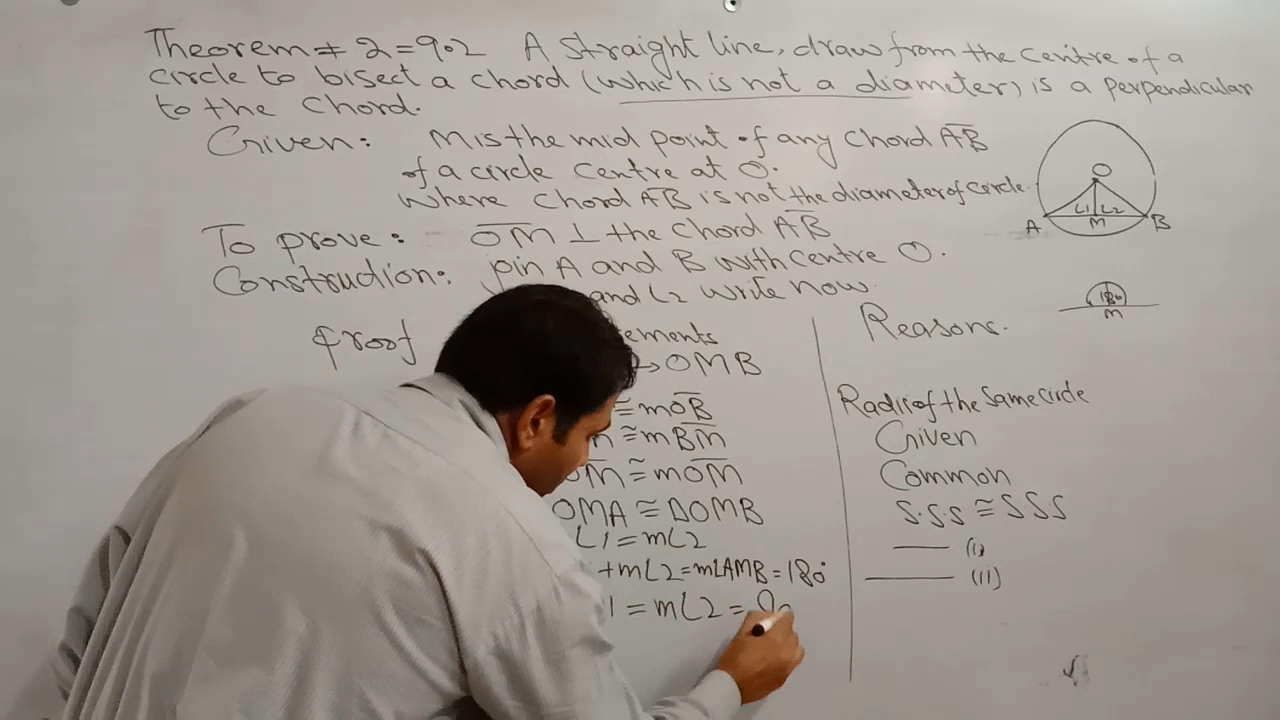 Theorem # 2=9.2 A straight line, draw from the centre of a
circle to bisect a chord (which is not a diameter) is a perpendicular
to the chord.
Given: M is the mid point of any chord AB
of a circle centre at O.
where chord AB is not the diameter of circle.
To prove: OM ⊥ the chord AB
Construction: join A and B with centre O.
and ∠2 write now.
Proof ements
Reasons.
↔ OMB
≅ mOB
Radii of the same circle
≅ mBM
Given
OM ≅ mOM
Common
OMA ≅ ΔOMB
S.S.S ≅ SSS
∠1 = m∠2
(i)
+m∠2 = m∠AMB = 180°
(ii)
1 = m∠2 = 90
O
∠1 ∠2
A M B
180
M